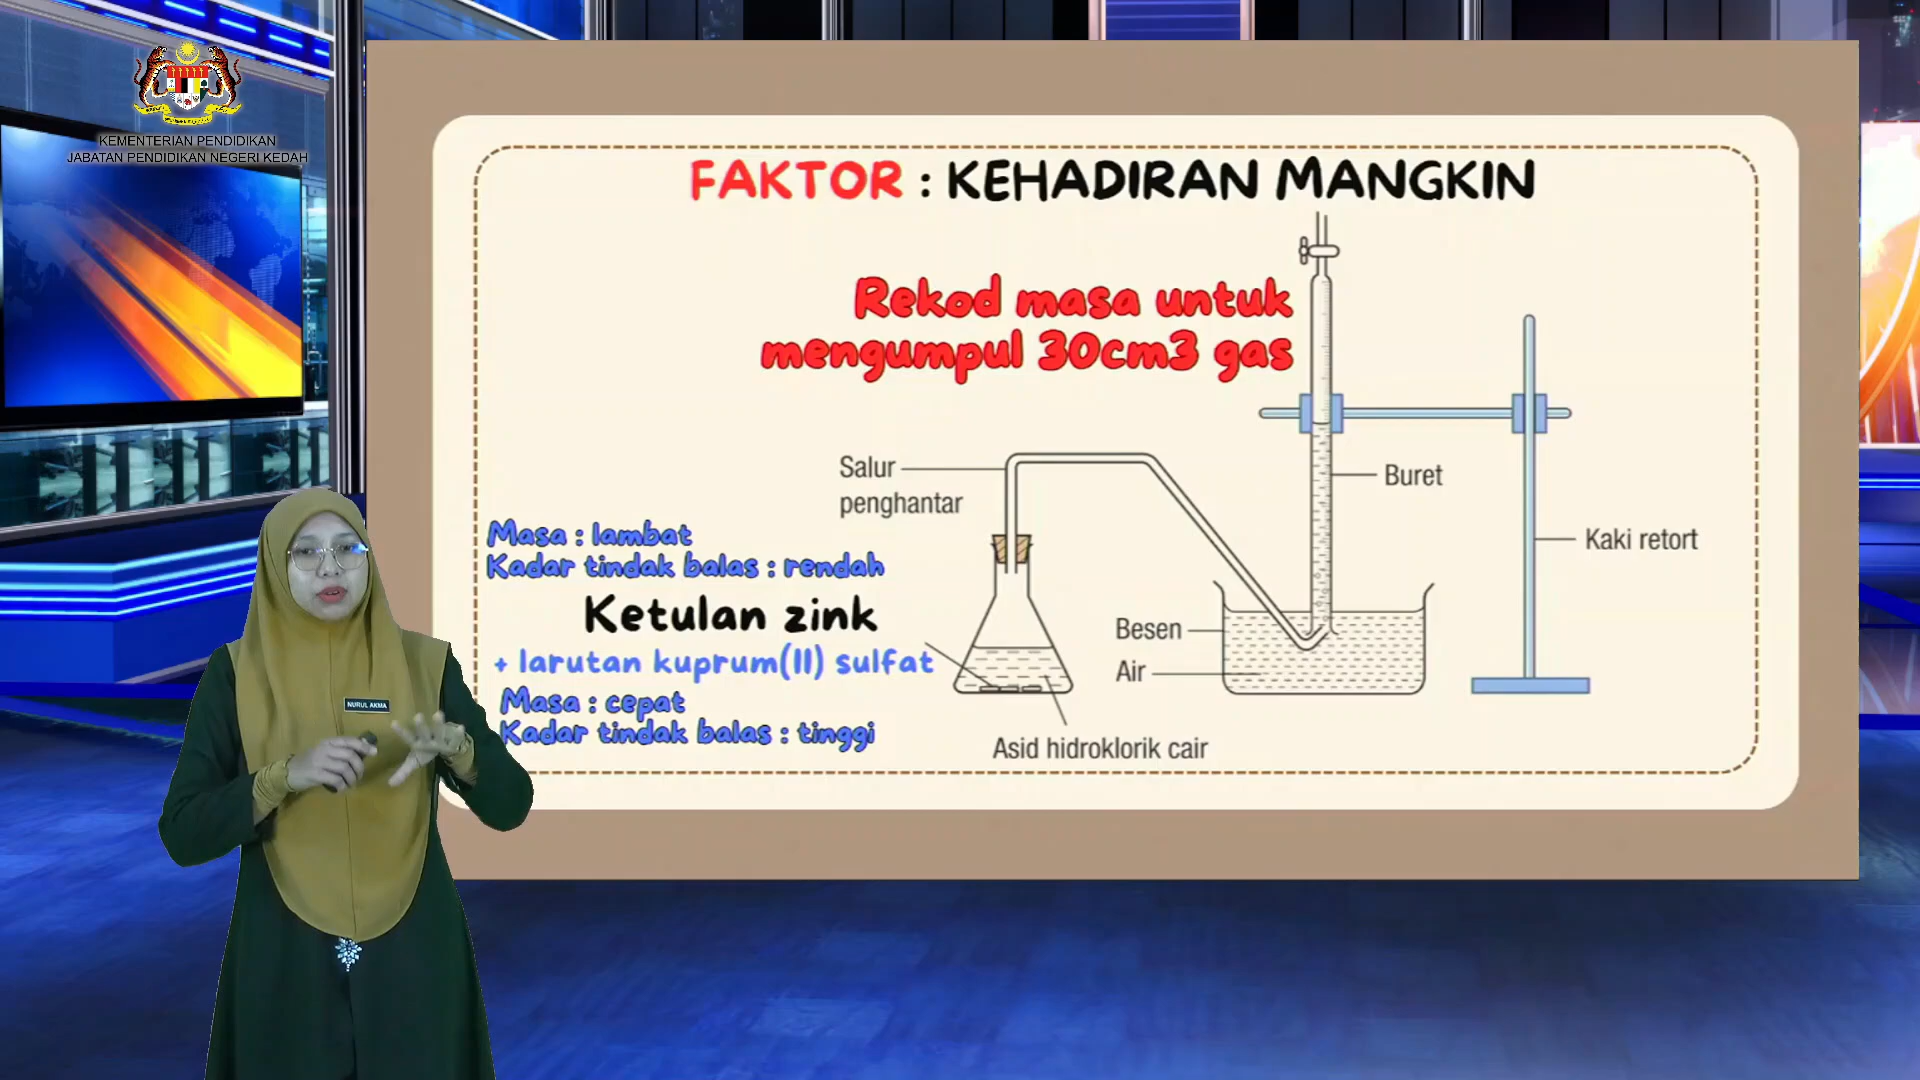 KEMENTERIAN PENDIDIKAN
JABATAN PENDIDIKAN NEGERI KEDAH
FAKTOR : KEHADIRAN MANGKIN
Rekod masa untuk
mengumpul 30cm3 gas
Salur
penghantar
Buret
Kaki retort
Masa : lambat
Kadar tindak balas : rendah
Ketulan zink
+ larutan kuprum(II) sulfat
Masa : cepat
Kadar tindak balas : tinggi
Besen
Air
Asid hidroklorik cair
NURUL AKMA